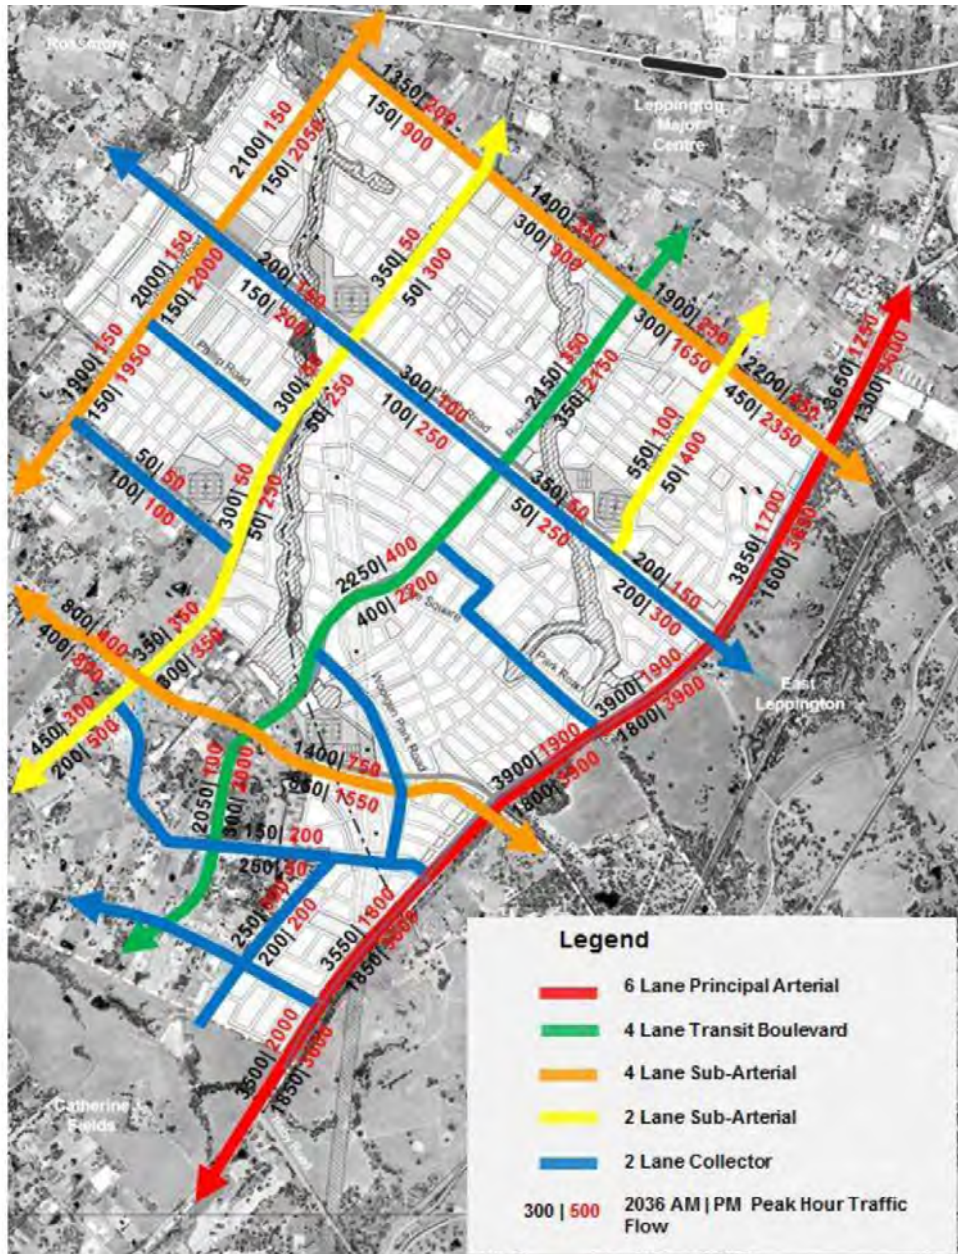 Rossmore
Leppington
Major
Centre
1350| 200
150| 900
2100| 150
150| 2050
1400| 250
300| 900
350| 50
50| 300
2000| 150
150| 2000
200|
150| 200
1900| 250
300| 1650
2150| 350
350| 2150
2200| 450
450| 2350
3650| 1250
1300|
1900| 150
150| 1950
Road
300|
50| 250
300| 100
100| 250
Road
550| 100
50| 400
50| 50
100| 100
300| 50
50| 250
350| 50
50| 250
3850| 1700
1600|
2250| 400
400| 2200
Square
200| 150
200| 300
800| 400
400| 800
350| 350
300| 350
Park Road
3900| 1900
1800| 3900
East
Leppington
450| 300
200| 500
Park Road
1400| 750
1550
3900| 1900
1800| 3900
2050| 100
300| 2000
150| 200
250| 50
250|
200| 200
3550| 1800
1850|
3500| 2000
1850|
Catherine
Fields
Legend
6 Lane Principal Arterial
4 Lane Transit Boulevard
4 Lane Sub-Arterial
2 Lane Sub-Arterial
2 Lane Collector
300 | 500 2036 AM | PM Peak Hour Traffic
Flow